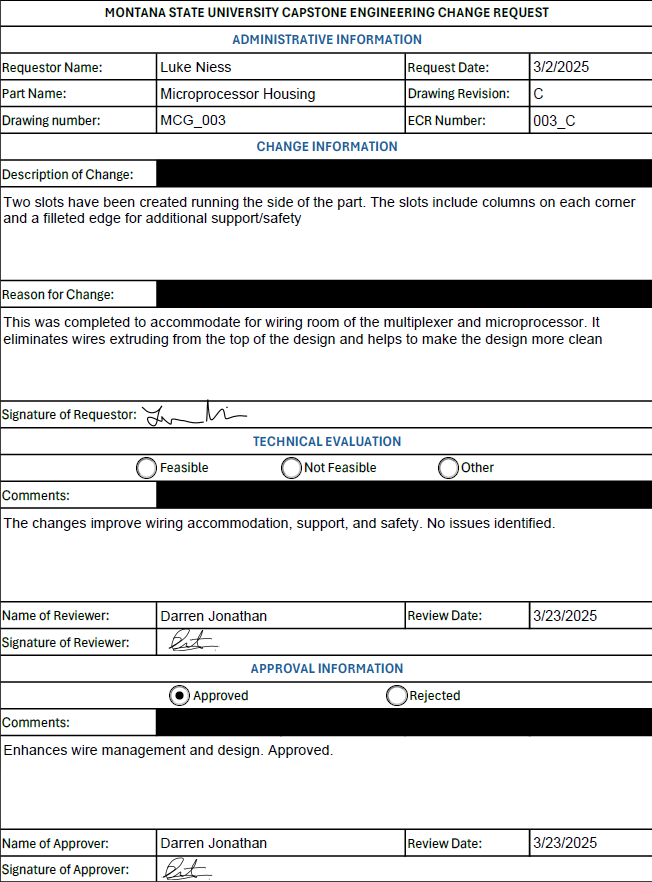 MONTANA STATE UNIVERSITY CAPSTONE ENGINEERING CHANGE REQUEST
ADMINISTRATIVE INFORMATION
Requestor Name: Luke Niess Request Date: 3/2/2025
Part Name: Microprocessor Housing Drawing Revision: C
Drawing number: MCG_003 ECR Number: 003_C
CHANGE INFORMATION
Description of Change:
Two slots have been created running the side of the part. The slots include columns on each corner
and a filleted edge for additional support/safety
Reason for Change:
This was completed to accommodate for wiring room of the multiplexer and microprocessor. It
eliminates wires extruding from the top of the design and helps to make the design more clean
Signature of Requestor:
TECHNICAL EVALUATION
Feasible Not Feasible Other
Comments:
The changes improve wiring accommodation, support, and safety. No issues identified.
Name of Reviewer: Darren Jonathan Review Date: 3/23/2025
Signature of Reviewer:
APPROVAL INFORMATION
Approved Rejected
Comments:
Enhances wire management and design. Approved.
Name of Approver: Darren Jonathan Review Date: 3/23/2025
Signature of Approver: